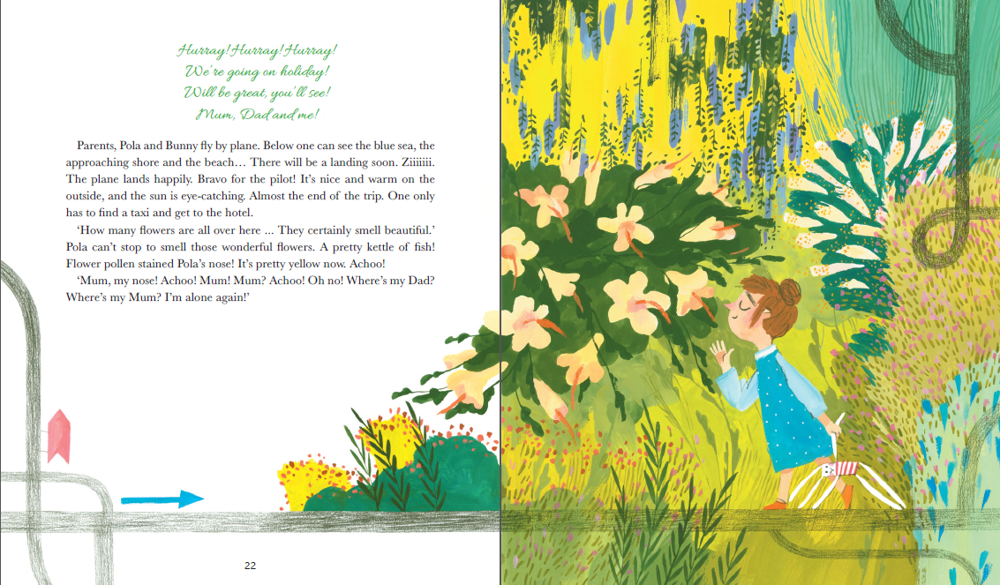 Hurray! Hurray! Hurray!
We're going on holiday!
Will be great, you'll see!
Mum, Dad and me!
Parents, Pola and Bunny fly by plane. Below one can see the blue sea, the
approaching shore and the beach… There will be a landing soon. Ziiiiiii.
The plane lands happily. Bravo for the pilot! It's nice and warm on the
outside, and the sun is eye-catching. Almost the end of the trip. One only
has to find a taxi and get to the hotel.
'How many flowers are all over here ... They certainly smell beautiful.'
Pola can't stop to smell those wonderful flowers. A pretty kettle of fish!
Flower pollen stained Pola's nose! It's pretty yellow now. Achoo!
'Mum, my nose! Achoo! Mum! Mum? Achoo! Oh no! Where's my Dad?
Where's my Mum? I'm alone again!'
22